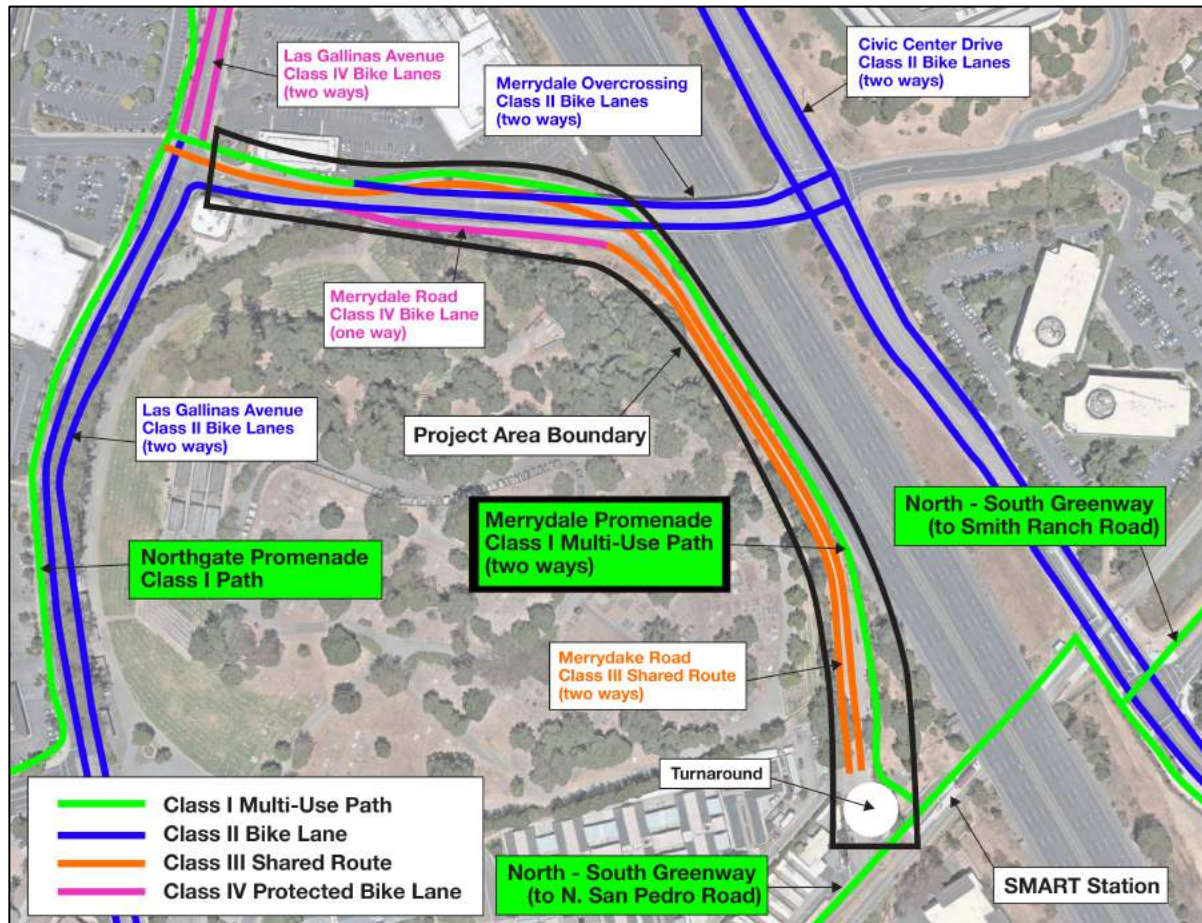 Las Gallinas Avenue
Class IV Bike Lanes
(two ways)
Merrydale Overcrossing
Class II Bike Lanes
(two ways)
Civic Center Drive
Class II Bike Lanes
(two ways)
Merrydale Road
Class IV Bike Lane
(one way)
Las Gallinas Avenue
Class II Bike Lanes
(two ways)
Project Area Boundary
North - South Greenway
(to Smith Ranch Road)
Merrydale Promenade
Class I Multi-Use Path
(two ways)
Northgate Promenade
Class I Path
Merrydake Road
Class III Shared Route
(two ways)
Turnaround
Class I Multi-Use Path
Class II Bike Lane
Class III Shared Route
Class IV Protected Bike Lane
North - South Greenway
(to N. San Pedro Road)
SMART Station